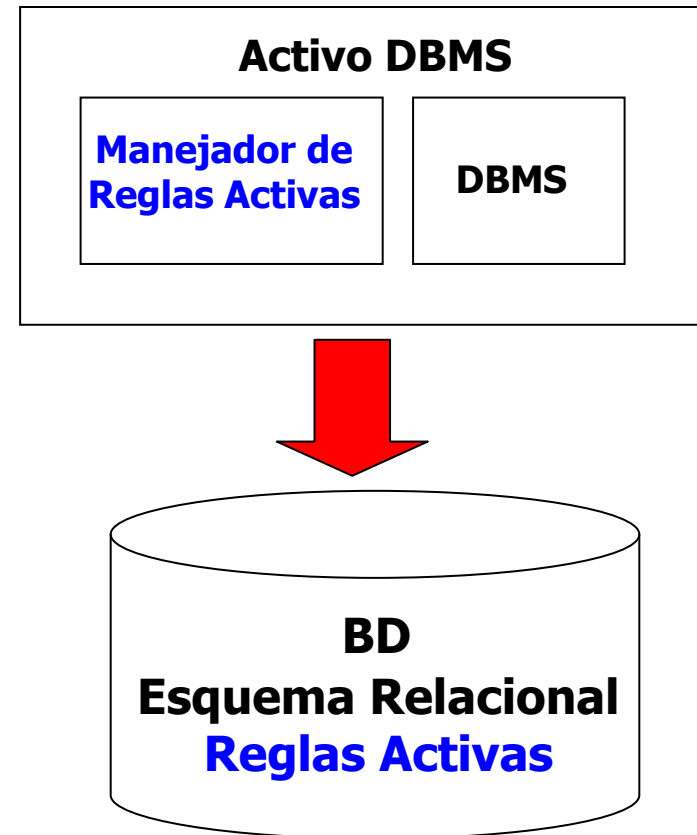 Activo DBMS
Manejador de
Reglas Activas
DBMS
BD
Esquema Relacional
Reglas Activas